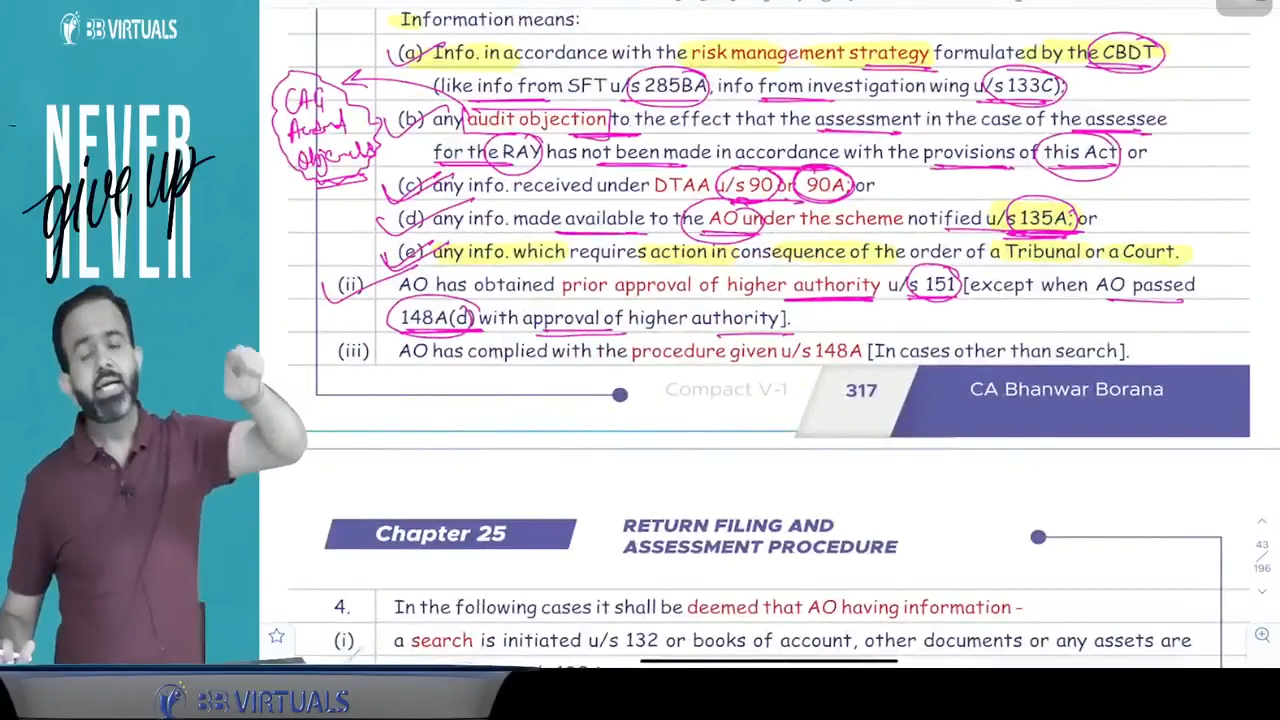 BB VIRTUALS
NEVER
give up
NEVER
Information means:
(a) Info. in accordance with the risk management strategy formulated by the CBDT
(like info from SFT u/s 285BA, info from investigation wing u/s 133C);
(b) any audit objection to the effect that the assessment in the case of the assessee
for the RAY has not been made in accordance with the provisions of this Act or
(c) any info. received under DTAA u/s 90 or 90A; or
(d) any info. made available to the AO under the scheme notified u/s 135A; or
(e) any info. which requires action in consequence of the order of a Tribunal or a Court.
CAG
Audit
(ii) AO has obtained prior approval of higher authority u/s 151 [except when AO passed
148A(d) with approval of higher authority].
(iii) AO has complied with the procedure given u/s 148A [In cases other than search].
Compact V-1 317 CA Bhanwar Borana
Chapter 25 RETURN FILING AND
ASSESSMENT PROCEDURE
43
196
4. In the following cases it shall be deemed that AO having information -
(i) a search is initiated u/s 132 or books of account, other documents or any assets are
BB VIRTUALS